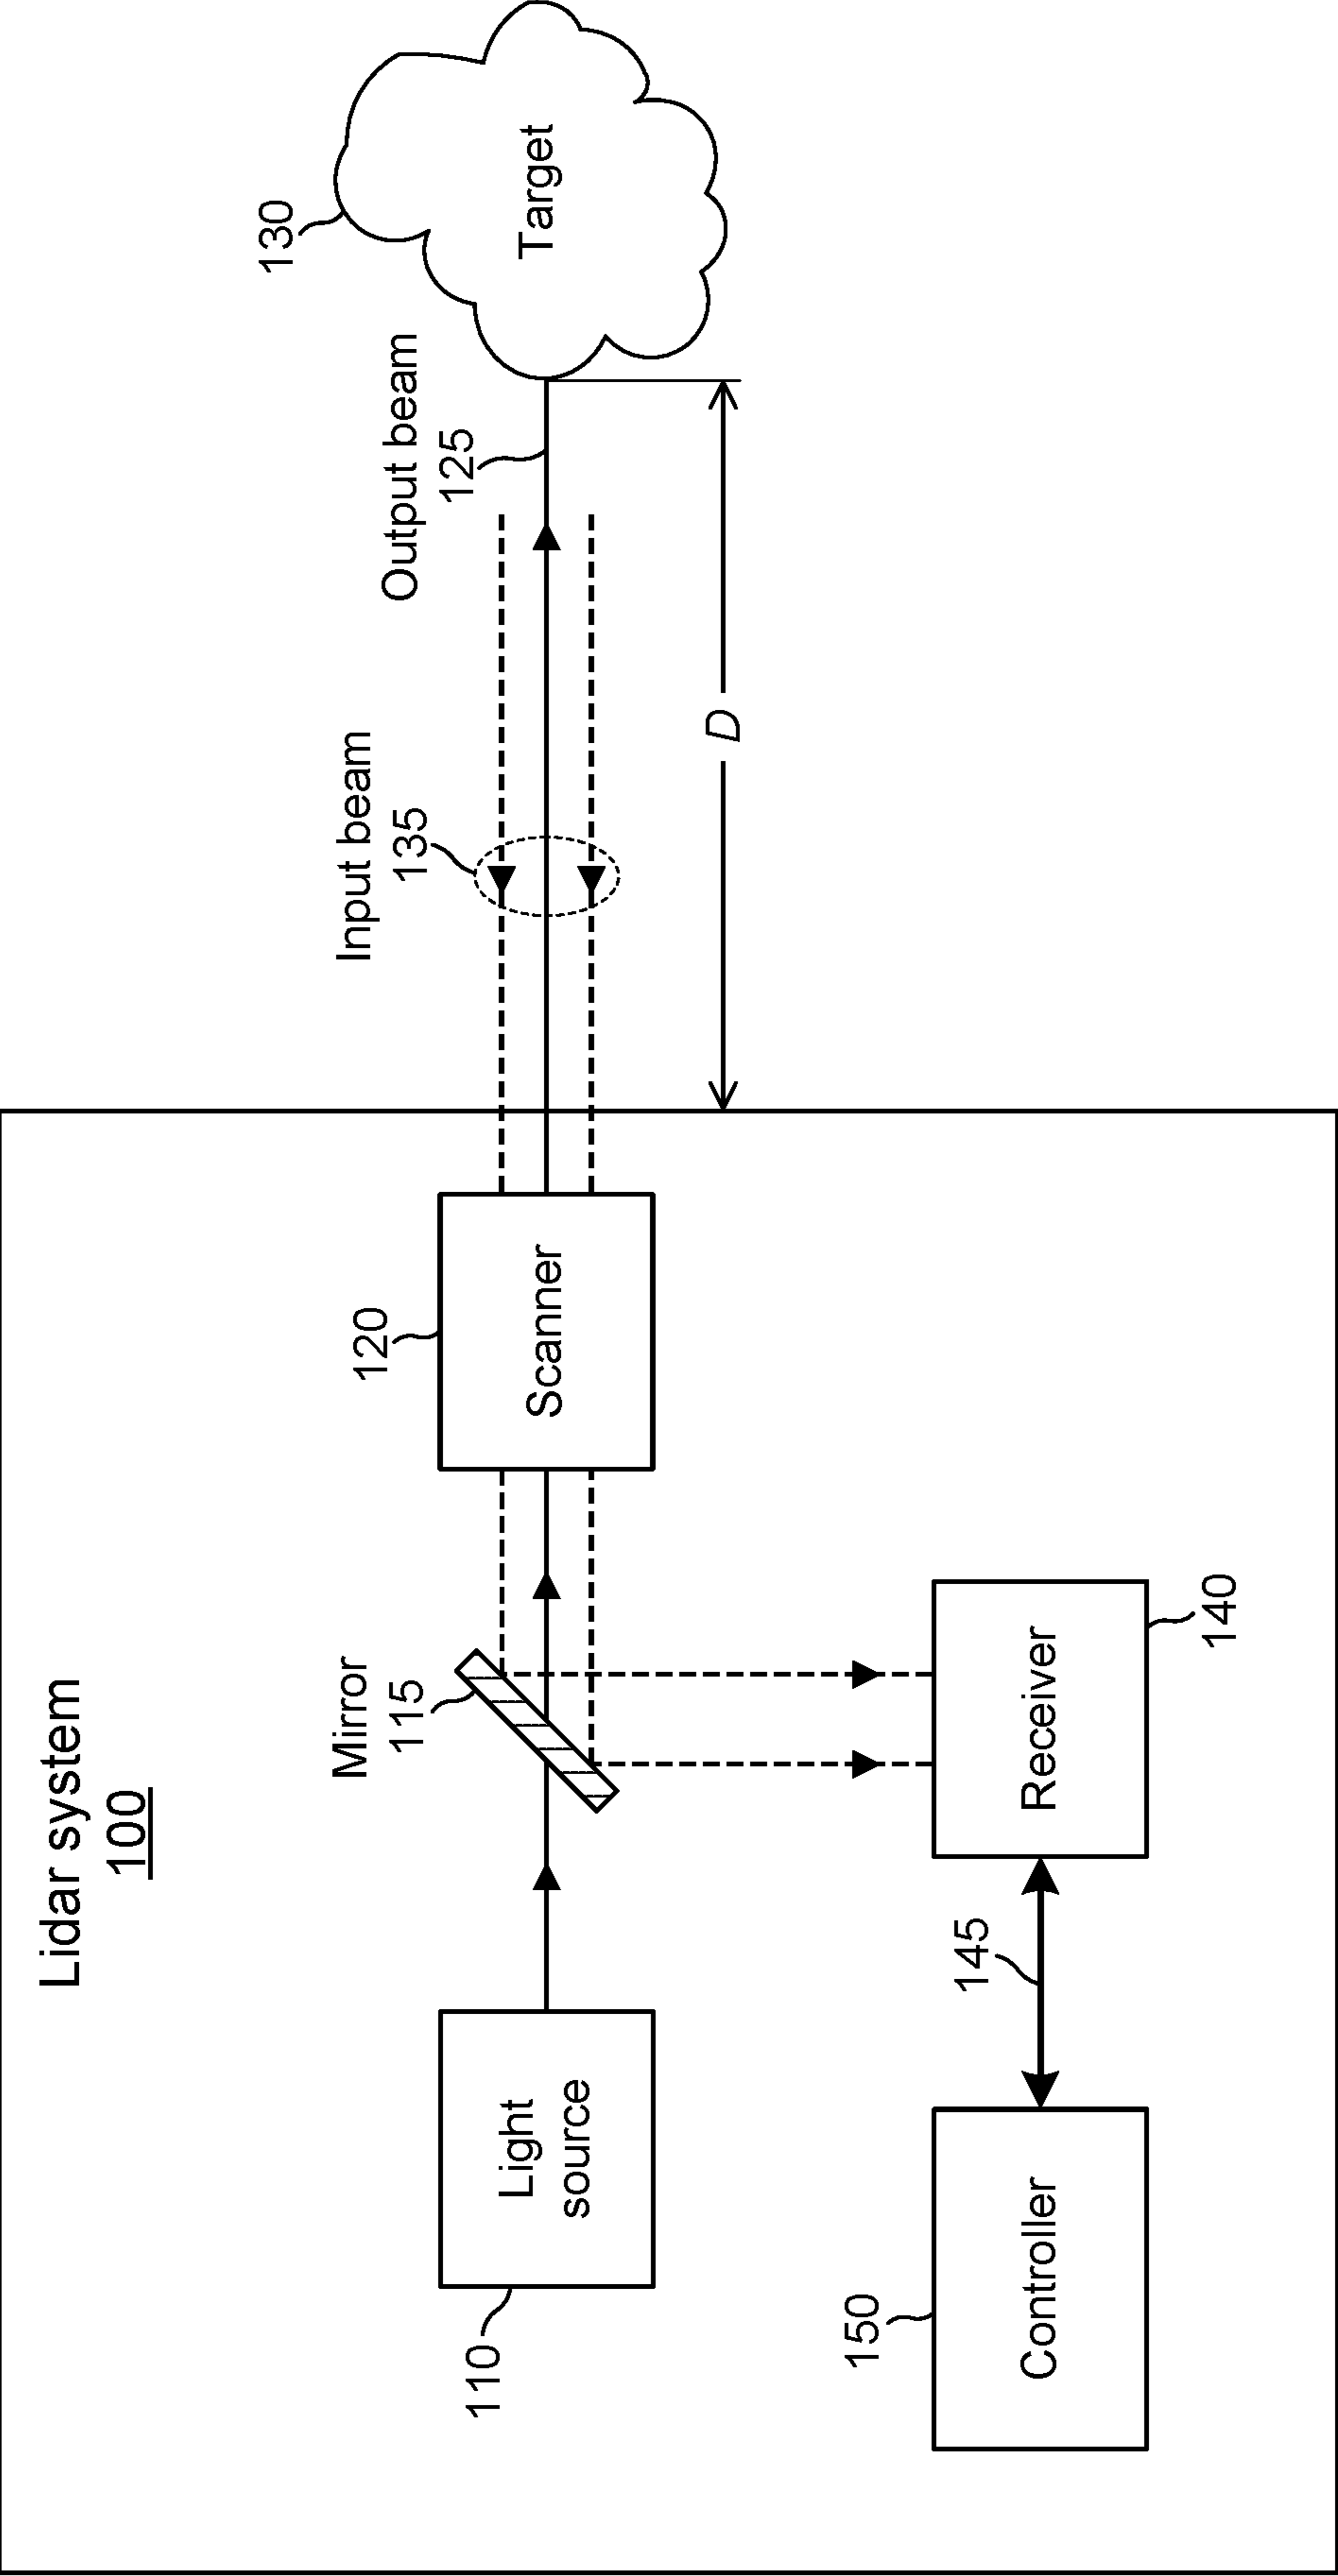 Lidar system
100
Light
source
110
Mirror
115
Scanner
120
Input beam
135
Output beam
125
Target
130
D
Controller
150
145
Receiver
140